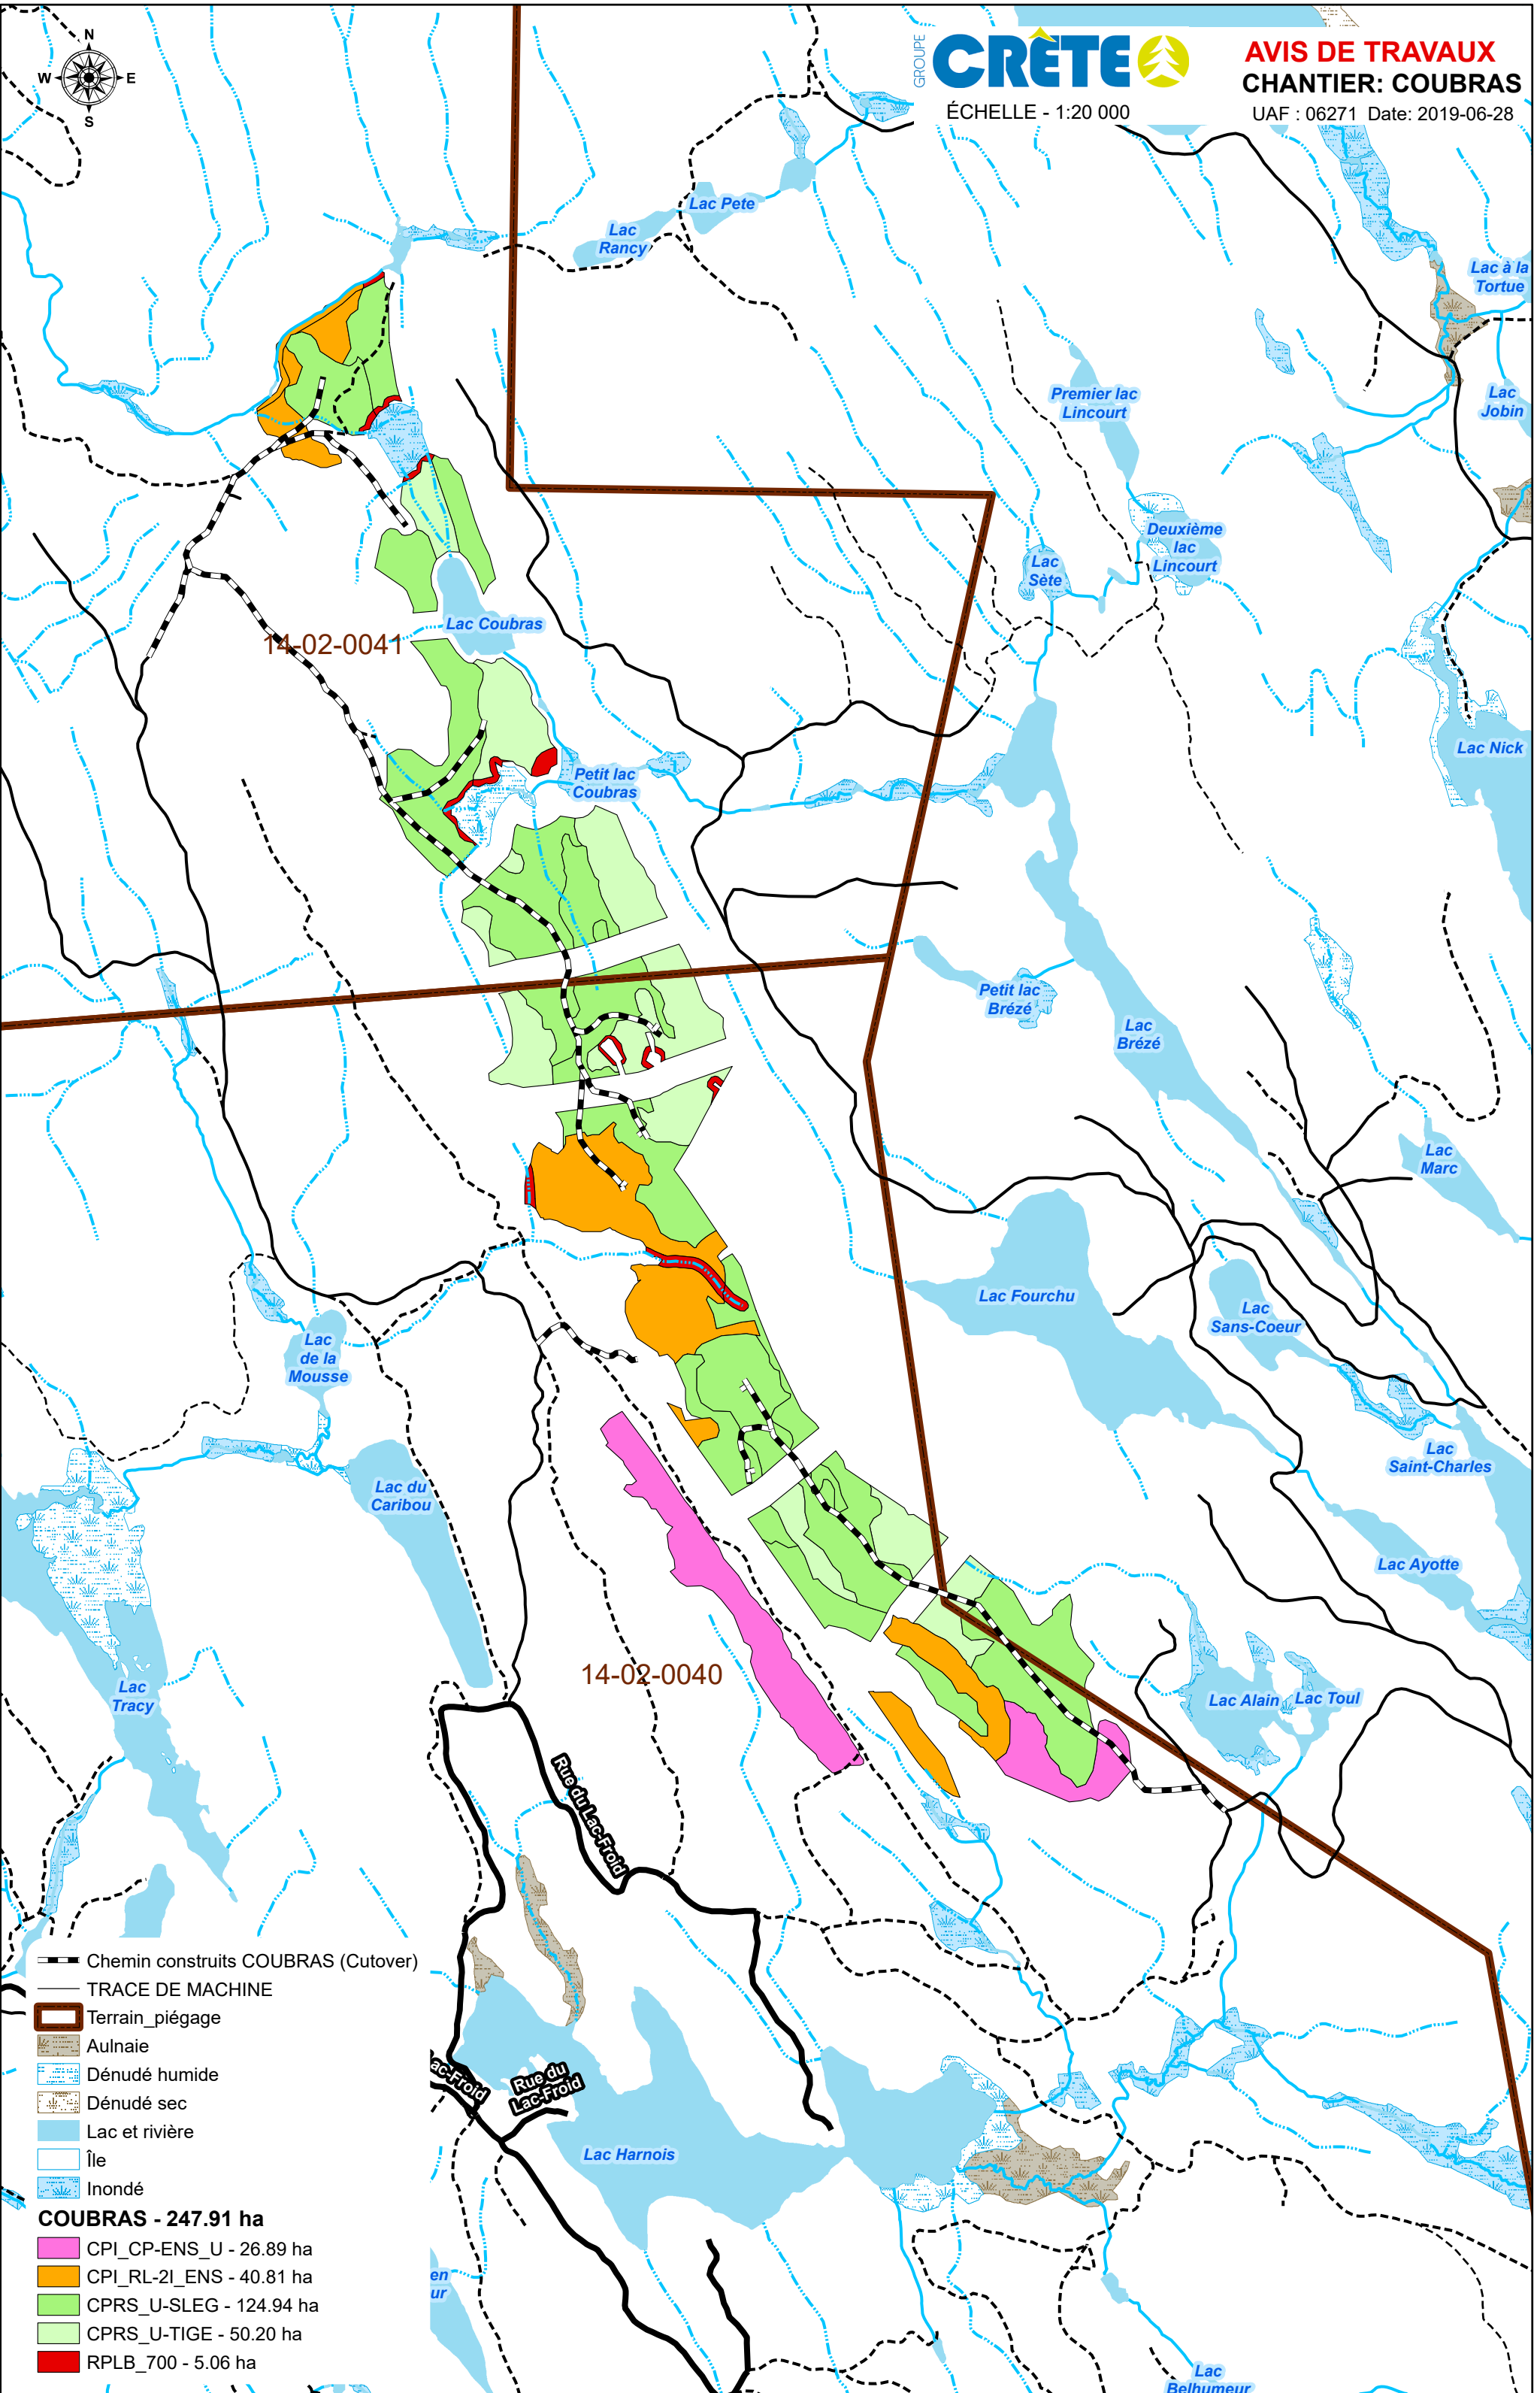 N
W
E
S
GROUPE
CRÊTE
ÉCHELLE - 1:20 000
AVIS DE TRAVAUX
CHANTIER: COUBRAS
UAF : 06271 Date: 2019-06-28
Lac Pete
Lac
Rancy
Lac à la
Tortue
Premier lac
Lincourt
Lac
Jobin
Deuxième
lac
Lincourt
Lac
Sète
Lac Coubras
14-02-0041
Lac Nick
Petit lac
Coubras
Petit lac
Brézé
Lac
Brézé
Lac
Marc
Lac Fourchu
Lac
Sans-Coeur
Lac
de la
Mousse
Lac
Saint-Charles
Lac du
Caribou
Lac Ayotte
14-02-0040
Lac
Tracy
Lac Alain
Lac Toul
Rue du Lac-Froid
ac-Froid
Rue du
Lac-Froid
Lac Harnois
en
ur
Lac
Belhumeur
Chemin construits COUBRAS (Cutover)
TRACE DE MACHINE
Terrain_piégage
Aulnaie
Dénudé humide
Dénudé sec
Lac et rivière
Île
Inondé
COUBRAS - 247.91 ha
CPI_CP-ENS_U - 26.89 ha
CPI_RL-2I_ENS - 40.81 ha
CPRS_U-SLEG - 124.94 ha
CPRS_U-TIGE - 50.20 ha
RPLB_700 - 5.06 ha